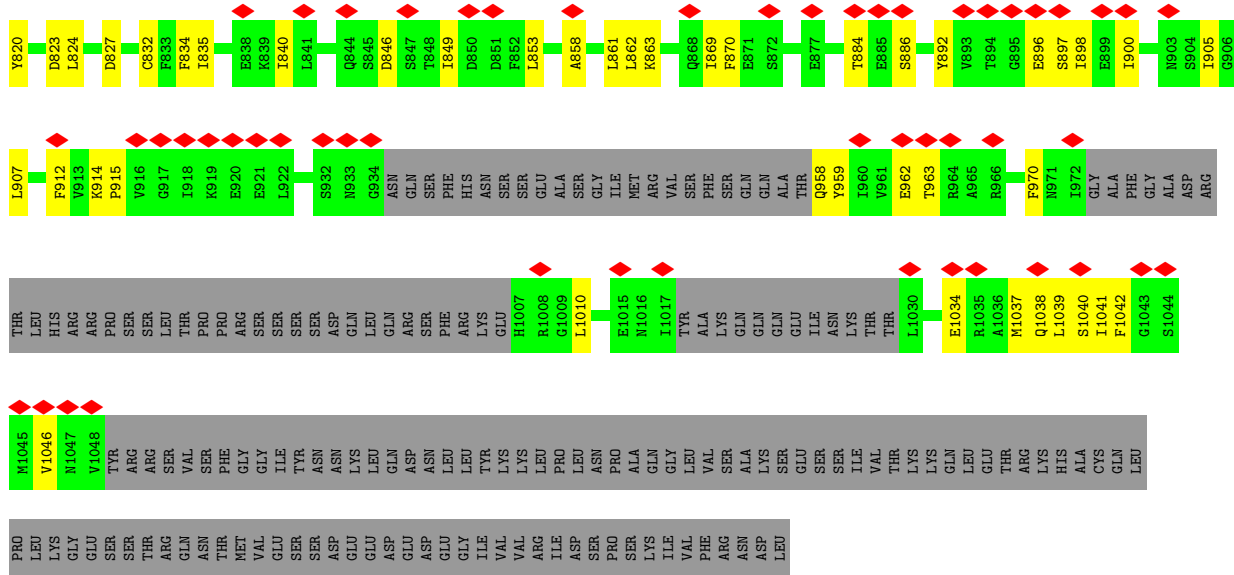 Y820 D823 L824 D827 C832 F833 F834 I835 E838 K839 I840 L841 Q844 S845 D846 S847 T848 I849 D850 D851 F852 L853 A858 L861 L862 K863 Q868 I869 F870 E871 S872 E877 T884 E885 S886 Y892 V893 T894 G895 E896 S897 I898 E899 I900 N903 S904 I905 G906
L907 F912 V913 K914 P915 V916 G917 I918 K919 E920 E921 L922 S932 N933 G934 ASN GLN SER PHE HIS ASN SER SER GLU ALA SER GLY ILE MET ARG VAL SER PHE SER GLN GLN ALA THR Q958 Y959 I960 V961 E962 T963 R964 A965 R966 F970 N971 I972 GLY ALA PHE GLY ALA ASP ARG
THR LEU HIS ARG ARG PRO SER SER LEU THR PRO PRO ARG SER SER SER SER ASP GLN LEU GLN ARG SER PHE ARG LYS GLU H1007 R1008 G1009 L1010 E1015 N1016 I1017 TYR ALA LYS GLN GLN GLN GLU ILE ASN LYS THR THR L1030 E1034 R1035 A1036 M1037 Q1038 L1039 S1040 I1041 F1042 G1043 S1044
M1045 V1046 N1047 V1048 TYR ARG ARG SER VAL SER PHE GLY GLY ILE TYR ASN ASN LYS LEU GLN ASP ASN LEU LEU TYR LYS LYS LEU PRO LEU ASN PRO ALA GLN GLY LEU VAL SER ALA LYS SER GLU SER SER ILE VAL THR LYS LYS GLN LEU GLU THR ARG LYS HIS ALA CYS GLN LEU
PRO LEU LYS GLY GLU SER SER THR ARG GLN ASN THR MET VAL GLU SER SER ASP GLU GLU ASP GLU ASP GLU GLY ILE VAL VAL ARG ILE ASP SER PRO SER LYS ILE VAL PHE ARG ASN ASP LEU